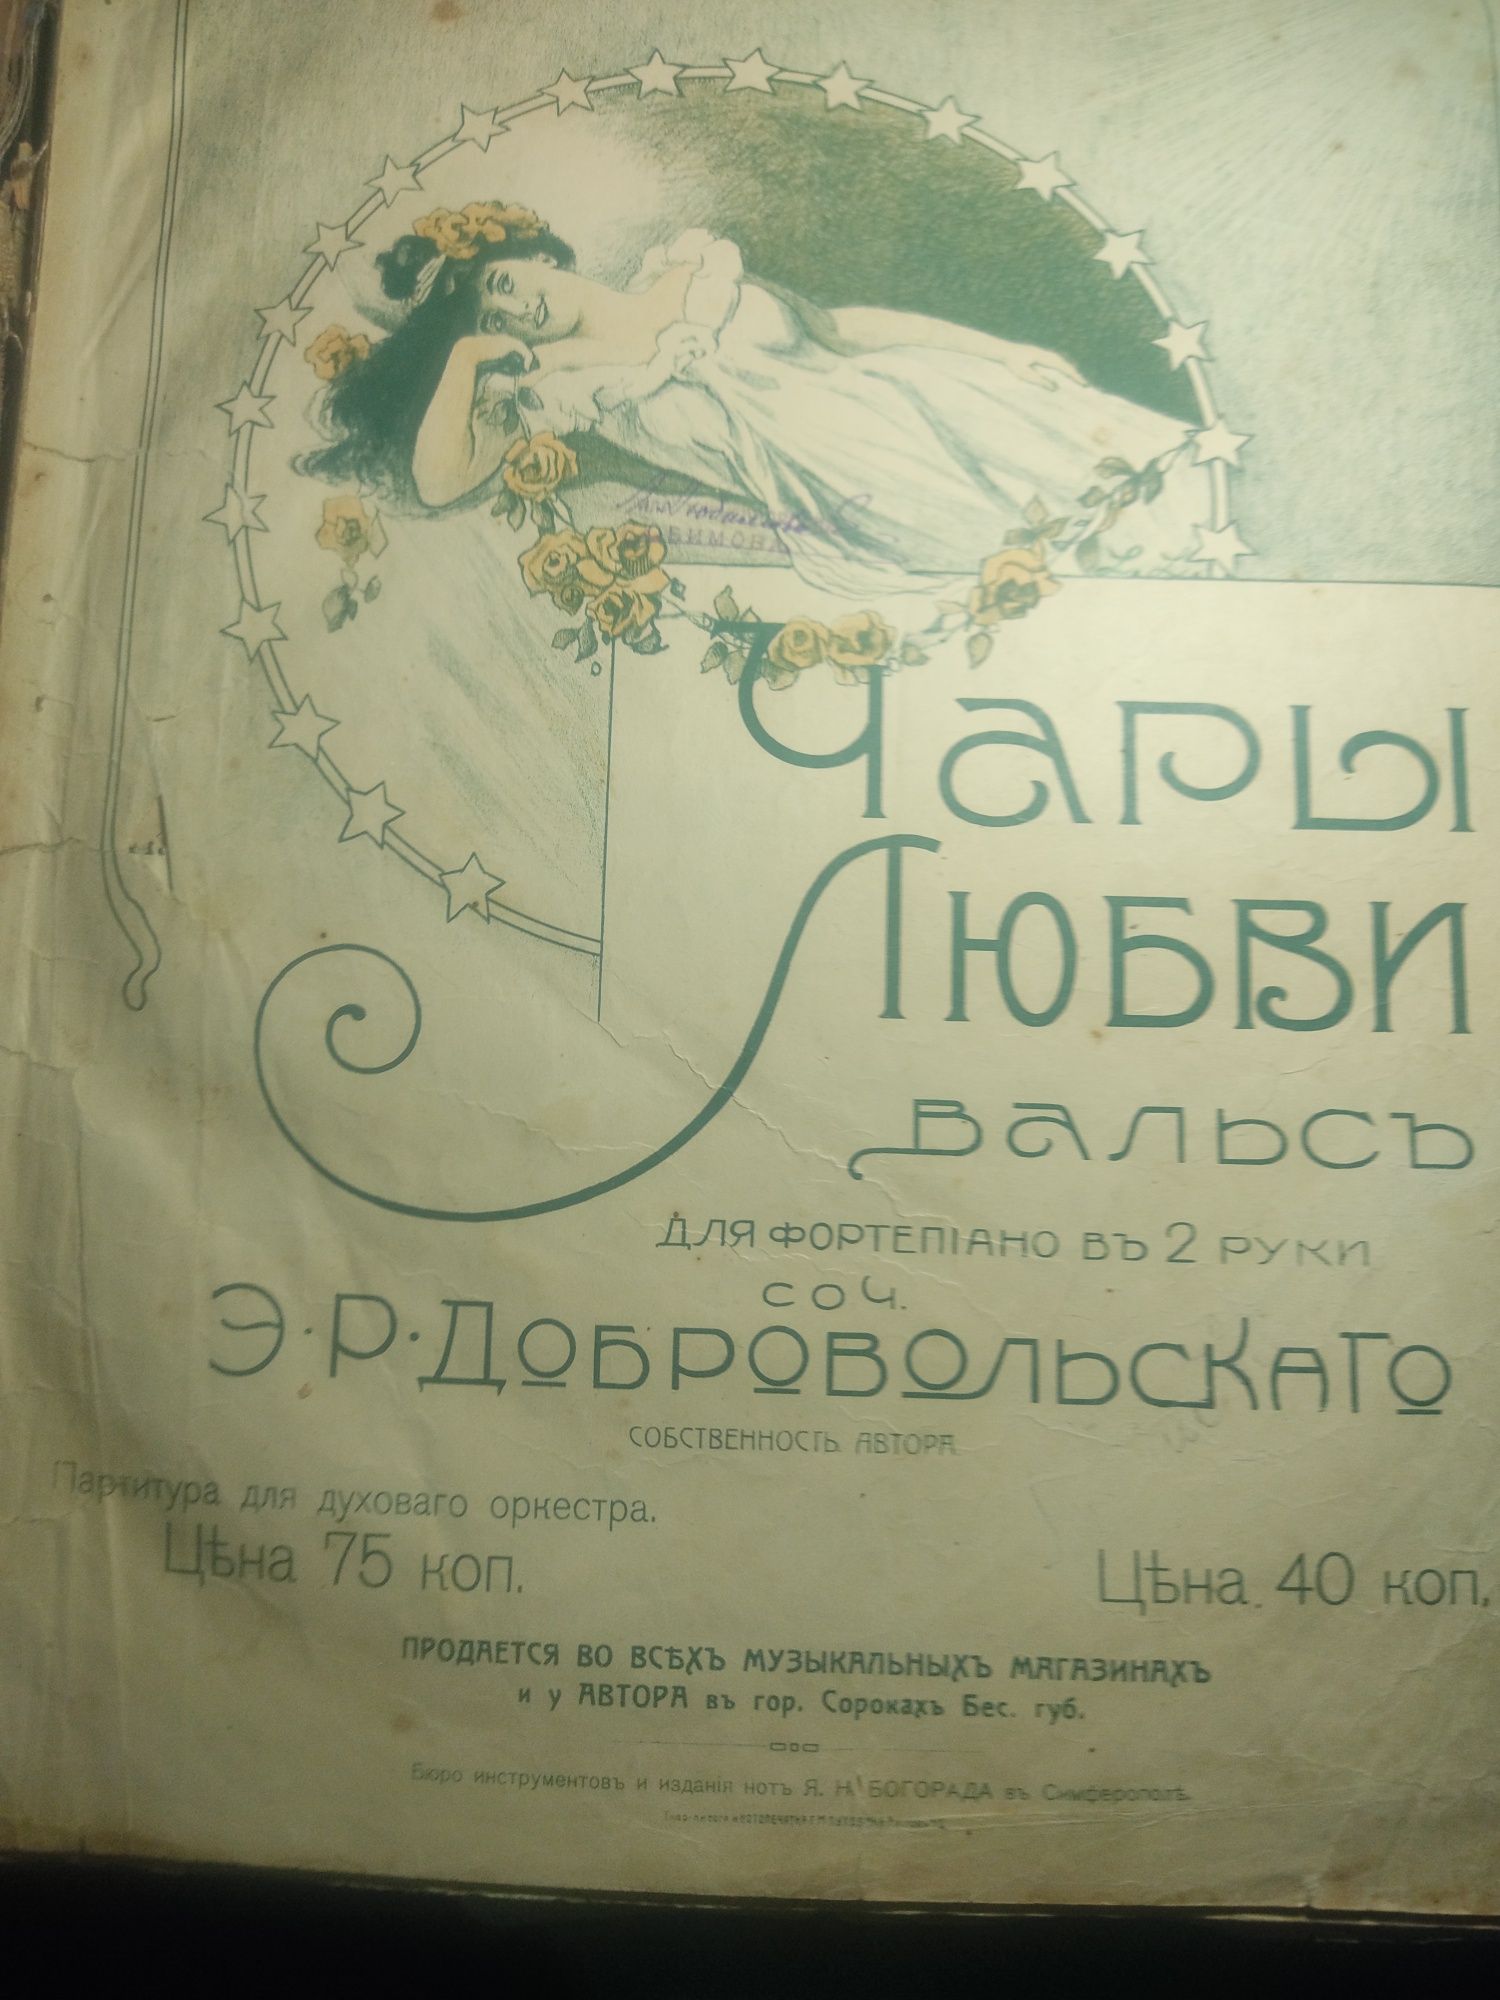 ЧАРЫ
ЛЮБВИ
ВАЛЬСЪ
ДЛЯ ФОРТЕПІАНО ВЪ 2 РУКИ
СОЧ.
Э·Р·ДОБРОВОЛЬСКАГО
СОБСТВЕННОСТЬ АВТОРА
Партитура для духоваго оркестра.
Цѣна 75 коп.
Цѣна 40 коп.
ПРОДАЕТСЯ ВО ВСѢХЪ МУЗЫКАЛЬНЫХЪ МАГАЗИНАХЪ
и у АВТОРА въ гор. Сорокахъ Бес. губ.
Бюро инструментовъ и изданія нотъ Я. Н. БОГОРАДА въ Симферополѣ.